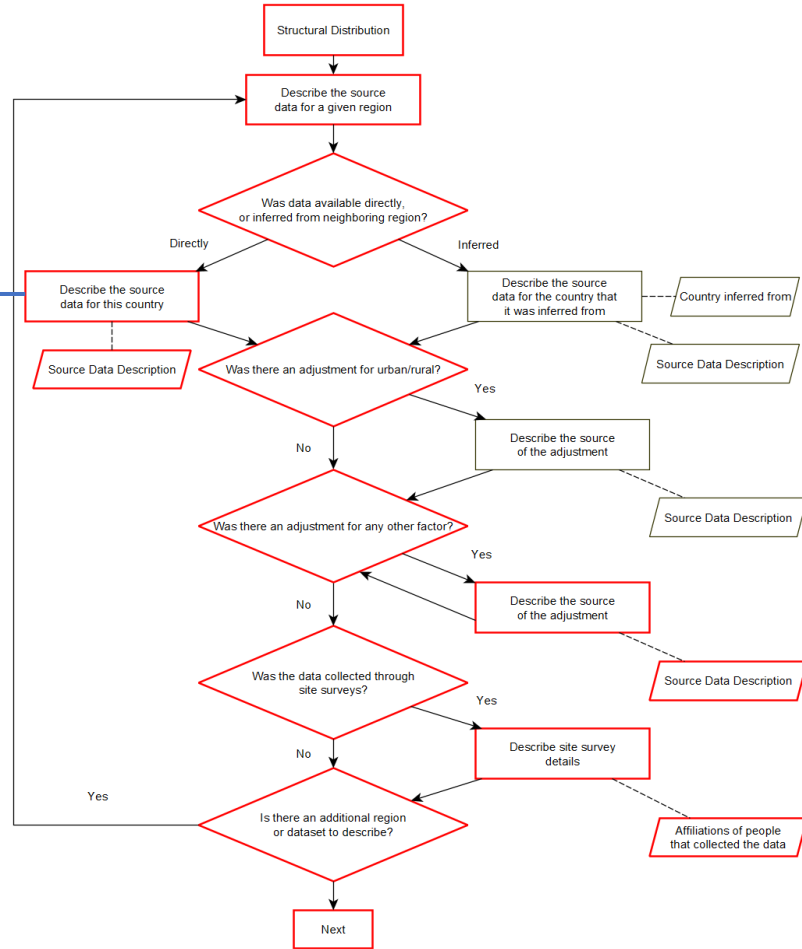 Structural Distribution
Describe the source
data for a given region
Was data available directly,
or inferred from neighboring region?
Directly
Inferred
Describe the source
data for this country
Describe the source
data for the country that
it was inferred from
Country inferred from
Source Data Description
Source Data Description
Was there an adjustment for urban/rural?
Yes
No
Describe the source
of the adjustment
Source Data Description
Was there an adjustment for any other factor?
Yes
No
Describe the source
of the adjustment
Source Data Description
Was the data collected through
site surveys?
Yes
No
Describe site survey
details
Yes
Is there an additional region
or dataset to describe?
Affiliations of people
that collected the data
Next